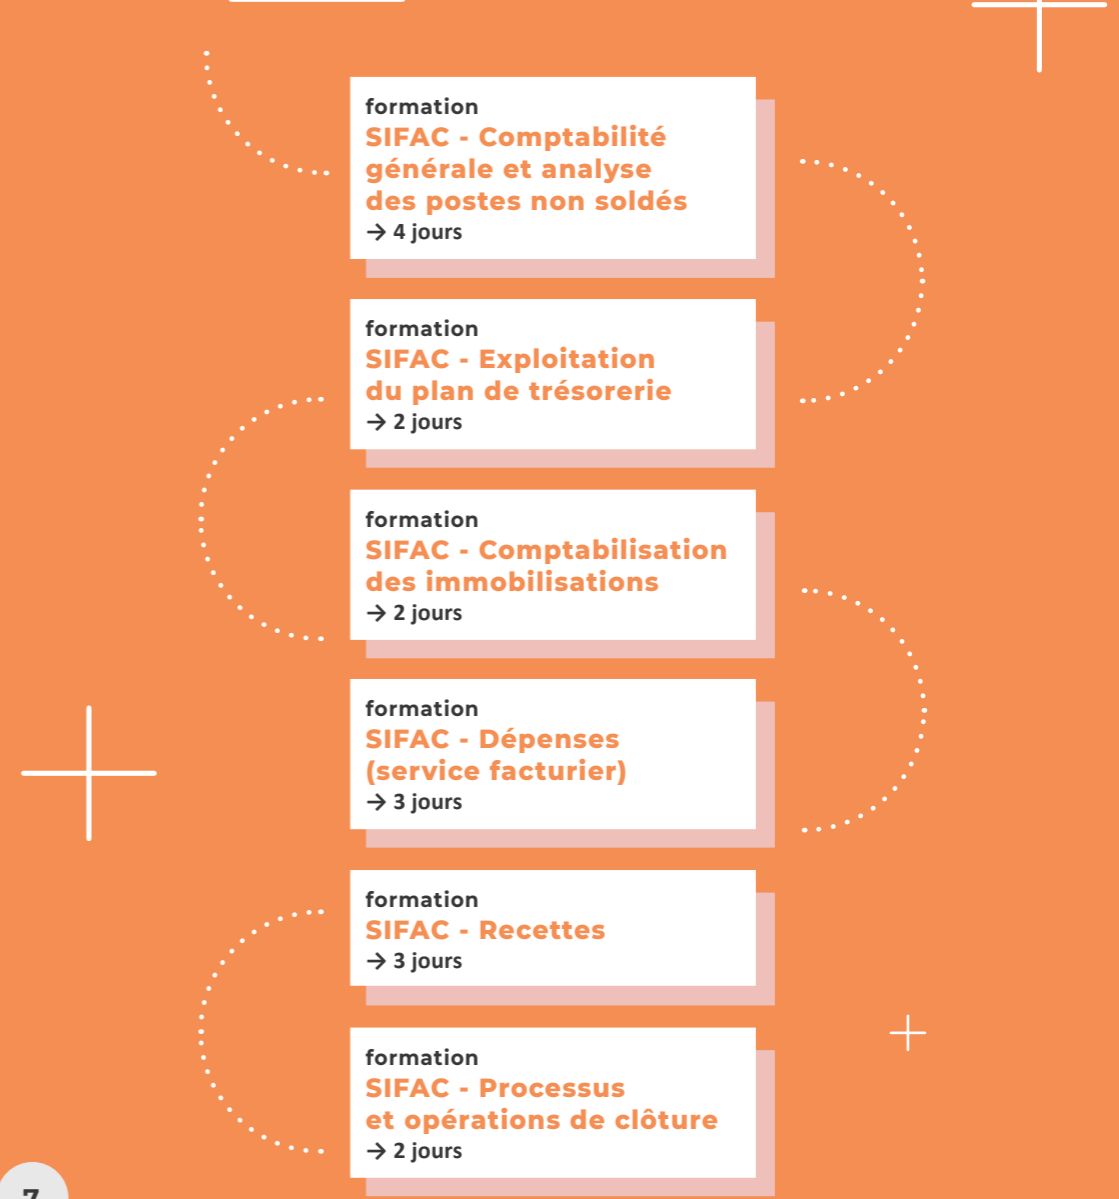 formation
SIFAC - Comptabilité
générale et analyse
des postes non soldés
→ 4 jours
formation
SIFAC - Exploitation
du plan de trésorerie
→ 2 jours
formation
SIFAC - Comptabilisation
des immobilisations
→ 2 jours
formation
SIFAC - Dépenses
(service facturier)
→ 3 jours
formation
SIFAC - Recettes
→ 3 jours
formation
SIFAC - Processus
et opérations de clôture
→ 2 jours
7